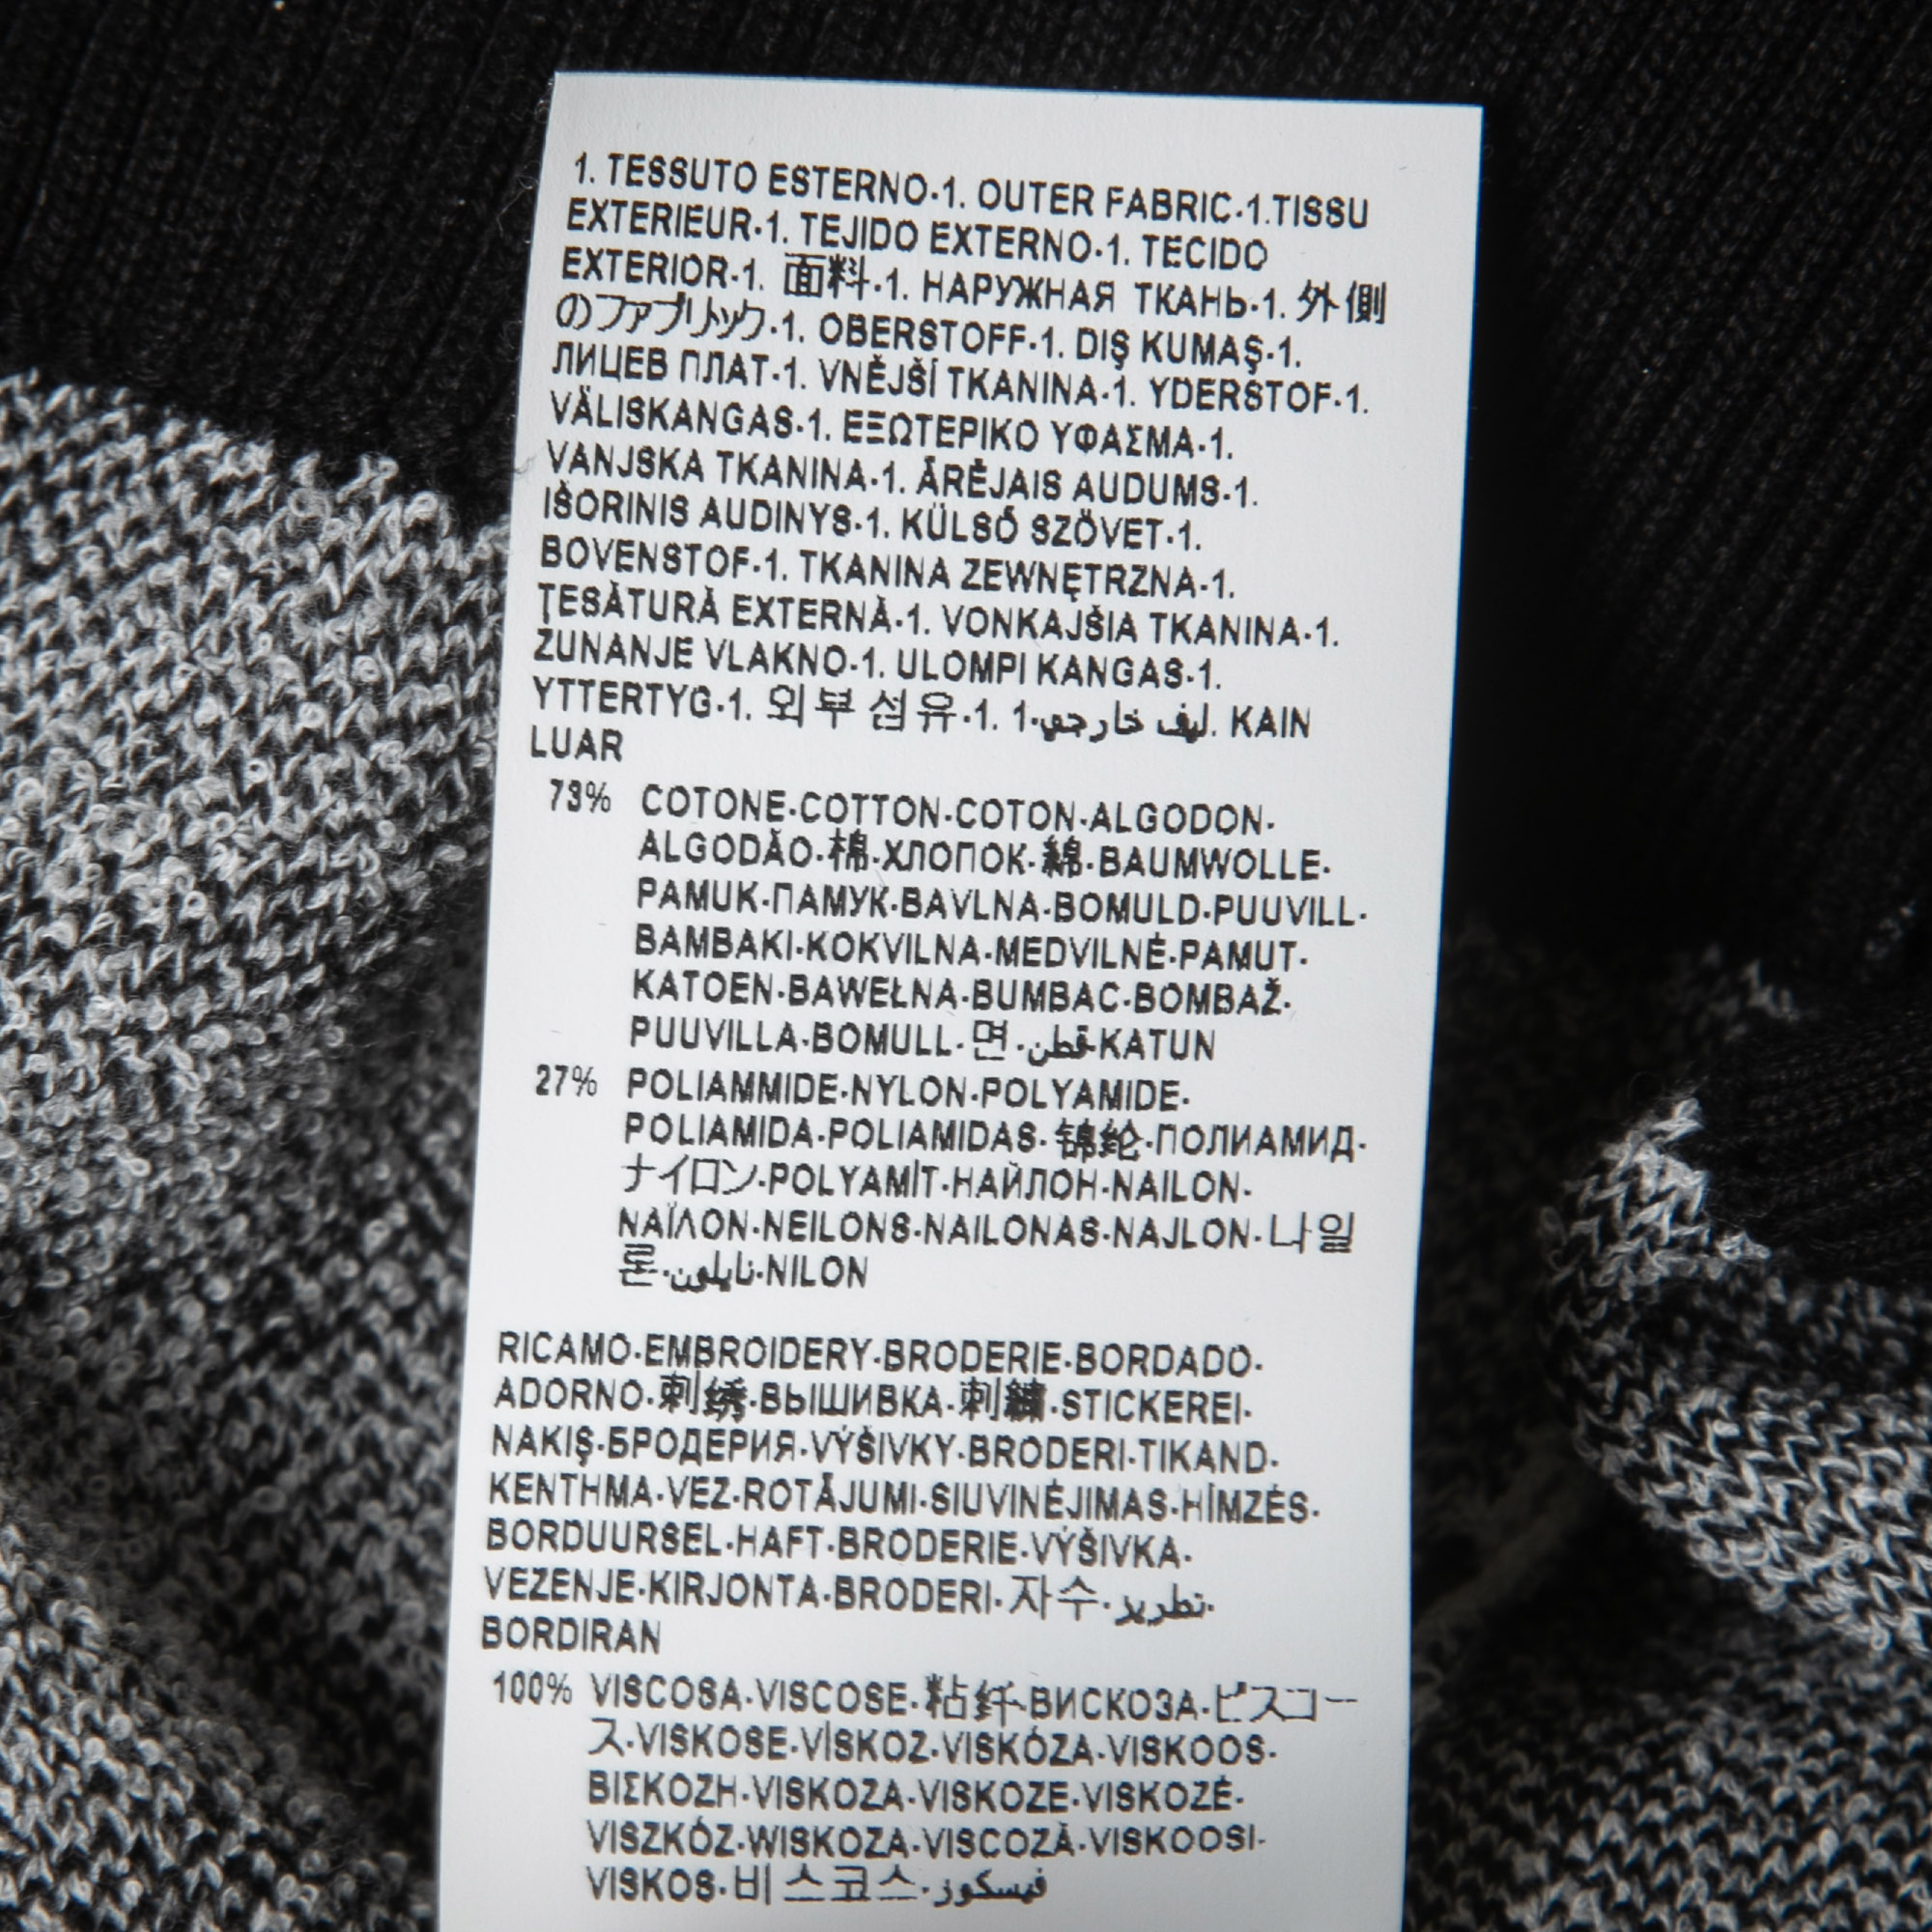 1. TESSUTO ESTERNO·1. OUTER FABRIC·1.TISSU
EXTERIEUR·1. TEJIDO EXTERNO·1. TECIDO
EXTERIOR·1. 面料·1. НАРУЖНАЯ ТКАНЬ·1. 外側
のファブリック·1. OBERSTOFF·1. DIŞ KUMAŞ·1.
ЛИЦЕВ ПЛАТ·1. VNĚJŠÍ TKANINA·1. YDERSTOF·1.
VÄLISKANGAS·1. ΕΞΩΤΕΡΙΚΟ ΥΦΑΣΜΑ·1.
VANJSKA TKANINA·1. ĀRĒJAIS AUDUMS·1.
IŠORINIS AUDINYS·1. KÜLSŐ SZÖVET·1.
BOVENSTOF·1. TKANINA ZEWNĘTRZNA·1.
ŢESĂTURĂ EXTERNĂ·1. VONKAJŠIA TKANINA·1.
ZUNANJE VLAKNO·1. ULOMPI KANGAS·1.
YTTERTYG·1. 외부 섬유·1. ليف خارجي·1. KAIN
LUAR
73% COTONE·COTTON·COTON·ALGODON·
ALGODÃO·棉·ХЛОПОК·綿·BAUMWOLLE·
PAMUK·ПАМУК·BAVLNA·BOMULD·PUUVILL·
BAMBAKI·KOKVILNA·MEDVILNĖ·PAMUT·
KATOEN·BAWEŁNA·BUMBAC·BOMBAŽ·
PUUVILLA·BOMULL·면·قطن·KATUN
27% POLIAMMIDE·NYLON·POLYAMIDE·
POLIAMIDA·POLIAMIDAS·锦纶·ПОЛИАМИД·
ナイロン·POLYAMİT·НАЙЛОН·NAILON·
ΝΑΪΛΟΝ·NEILONS·NAILONAS·NAJLON·나일
론·نايلون·NILON
RICAMO·EMBROIDERY·BRODERIE·BORDADO·
ADORNO·刺绣·ВЫШИВКА·刺繍·STICKEREI·
NAKIŞ·БРОДЕРИЯ·VÝŠIVKY·BRODERI·TIKAND·
KENTHMA·VEZ·ROTĀJUMI·SIUVINĖJIMAS·HÍMZÉS·
BORDUURSEL·HAFT·BRODERIE·VÝŠIVKA·
VEZENJE·KIRJONTA·BRODERI·자수·تطريز·
BORDIRAN
100% VISCOSA·VISCOSE·粘纤·ВИСКОЗА·ビスコー
ス·VISKOSE·VİSKOZ·VISKÓZA·VISKOOS·
ΒΙΣΚΟΖΗ·VISKOZA·VISKOZE·VISKOZĖ·
VISZKÓZ·WISKOZA·VISCOZĂ·VISKOOSI·
VISKOS·비스코스·فيسكوز